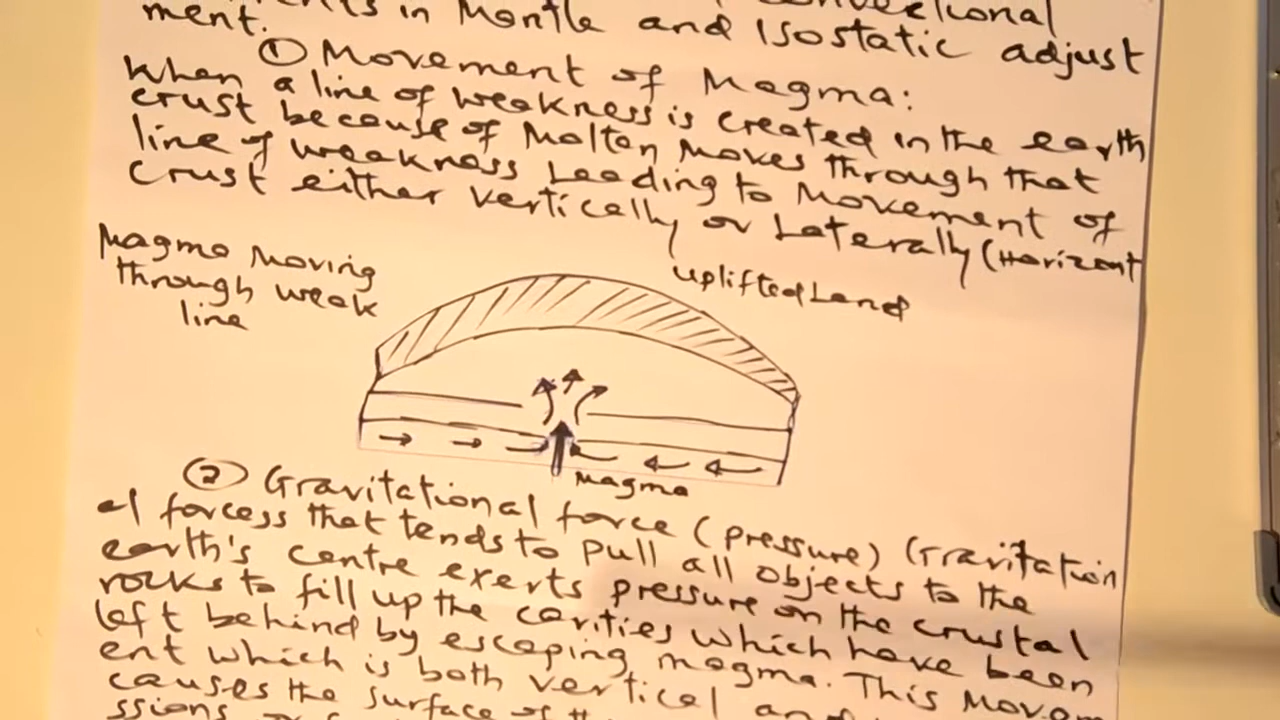 in Mantle and Isostatic adjust
ment.
① Movement of Magma:
When a line of weakness is created in the earth
crust because of Molten Moves through that
line of weakness Leading to Movement of
Crust either vertically or Laterally (Horizont
Magma Moving
through weak
line
uplifted Land
Magma
② Gravitational force (pressure) Gravitation
al forcess that tends to pull all objects to the
earth's centre exerts pressure on the crustal
rocks to fill up the cavities which have been
left behind by escaping magma. This Movem
ent which is both vertical and
causes the surface of
ssions